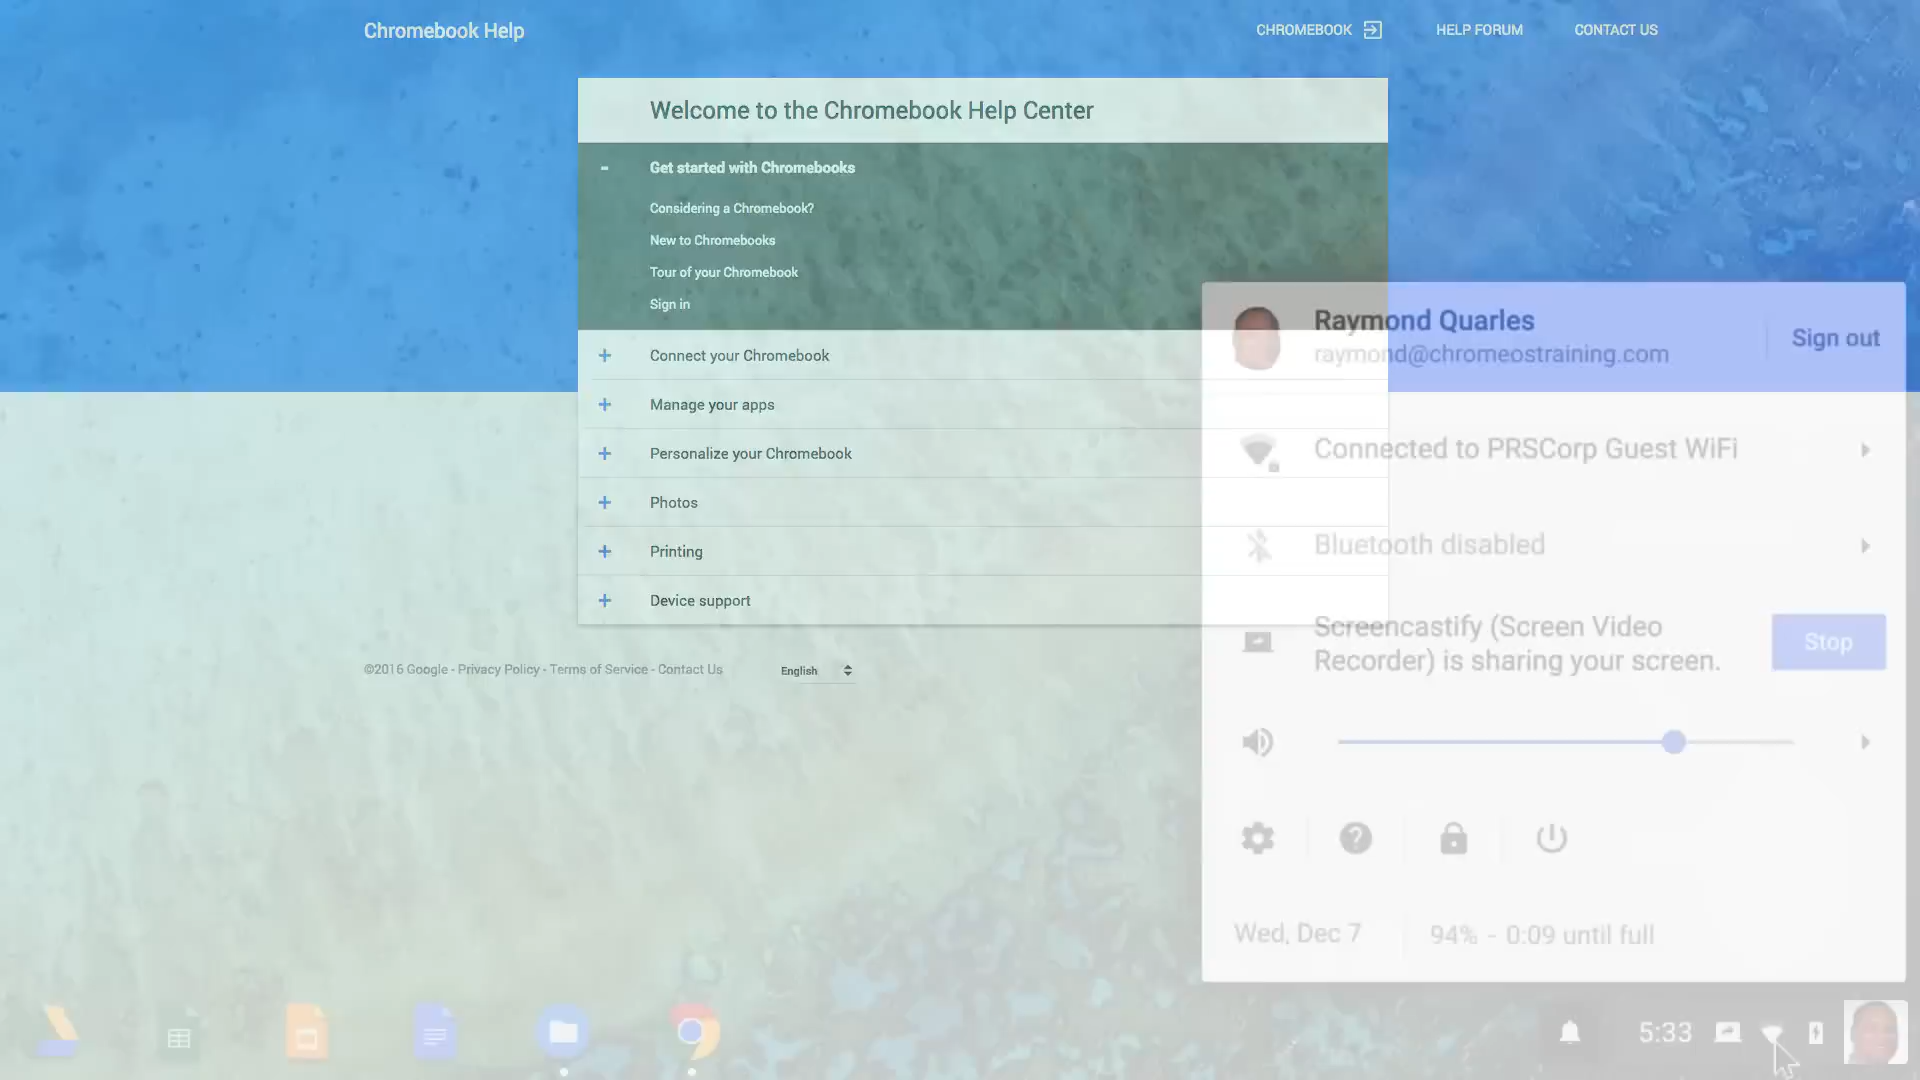 Chromebook Help
CHROMEBOOK
HELP FORUM
CONTACT US
Welcome to the Chromebook Help Center
- Get started with Chromebooks
Considering a Chromebook?
New to Chromebooks
Tour of your Chromebook
Sign in
+ Connect your Chromebook
+ Manage your apps
+ Personalize your Chromebook
+ Photos
+ Printing
+ Device support
©2016 Google - Privacy Policy - Terms of Service - Contact Us
English
Raymond Quarles
raymond@chromeostraining.com
Sign out
Connected to PRSCorp Guest WiFi
Bluetooth disabled
Screencastify (Screen Video
Recorder) is sharing your screen.
Stop
Wed, Dec 7
94% - 0:09 until full
5:33